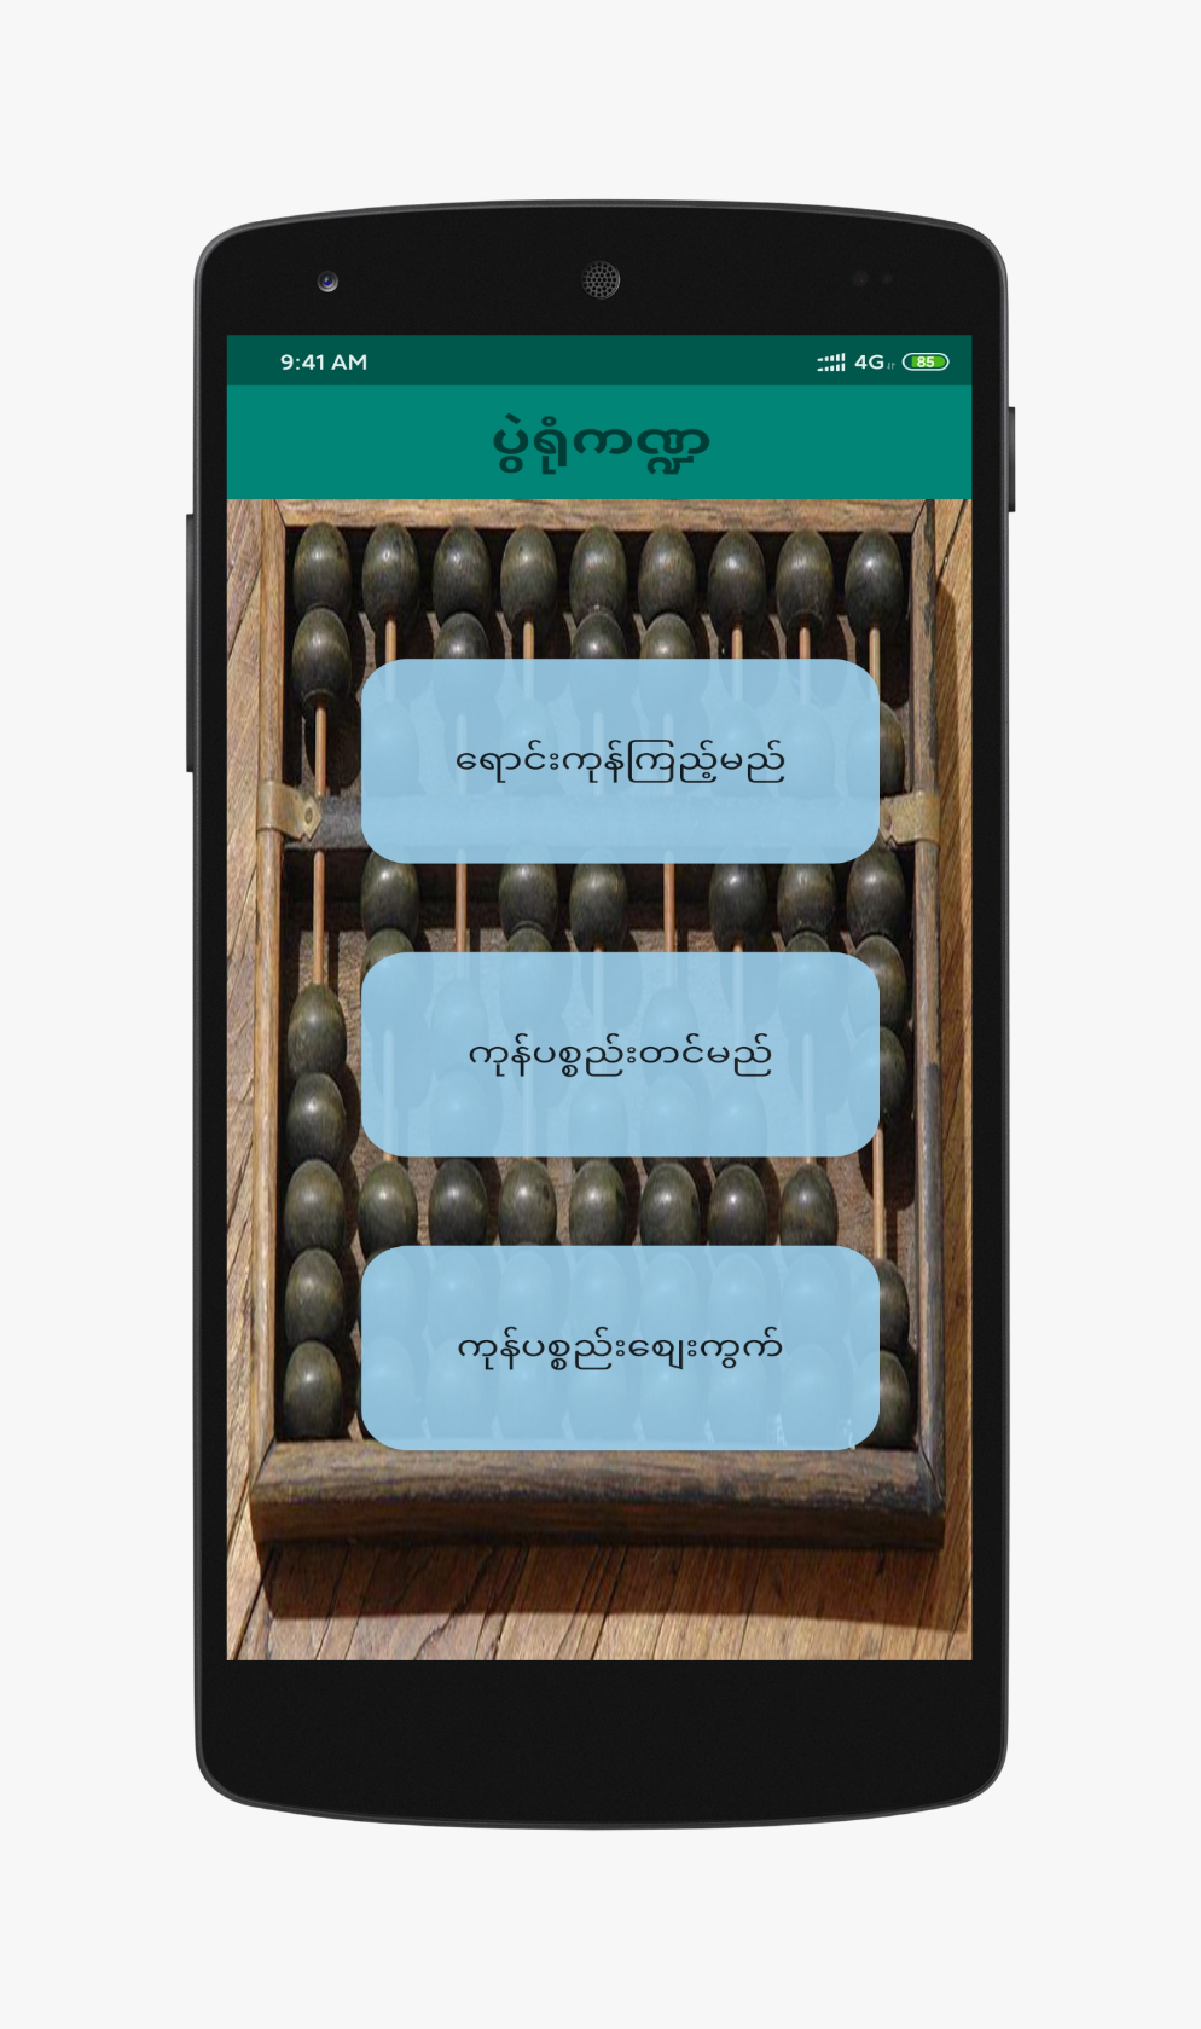 9:41 AM
4G 85
ပွဲရုံကဏ္ဍ
ရောင်းကုန်ကြည့်မည်
ကုန်ပစ္စည်းတင်မည်
ကုန်ပစ္စည်းစျေးကွက်